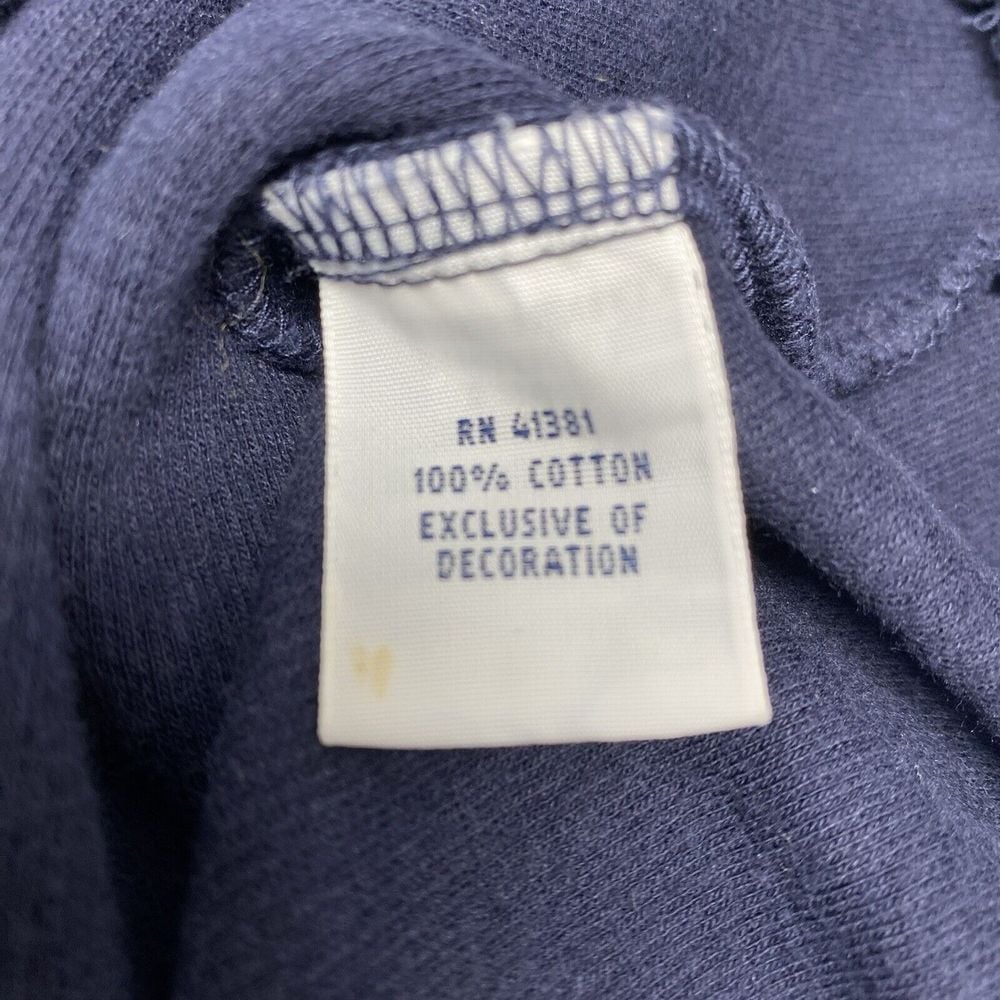 RN 41381
100% COTTON
EXCLUSIVE OF
DECORATION